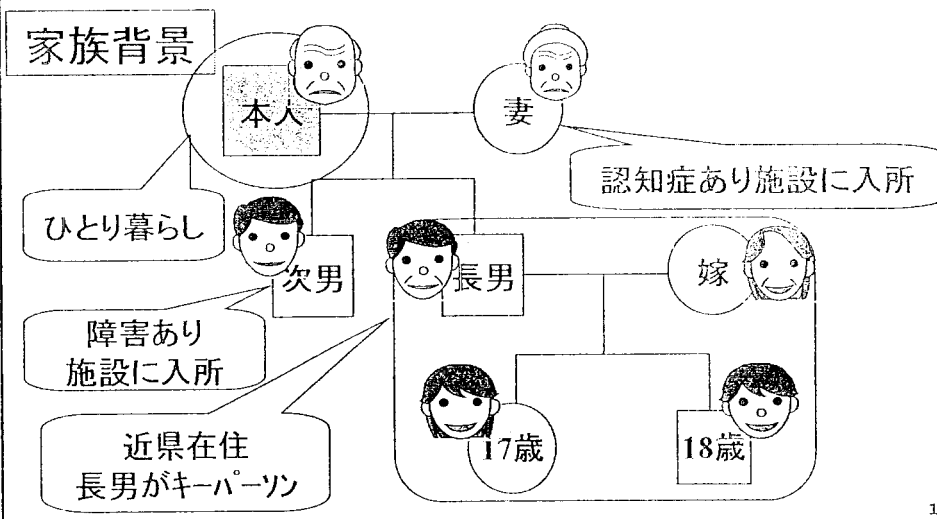 家族背景
本人
妻
認知症あり施設に入所
ひとり暮らし
次男
長男
嫁
障害あり
施設に入所
近県在住
長男がキーパーソン
17歳
18歳
1